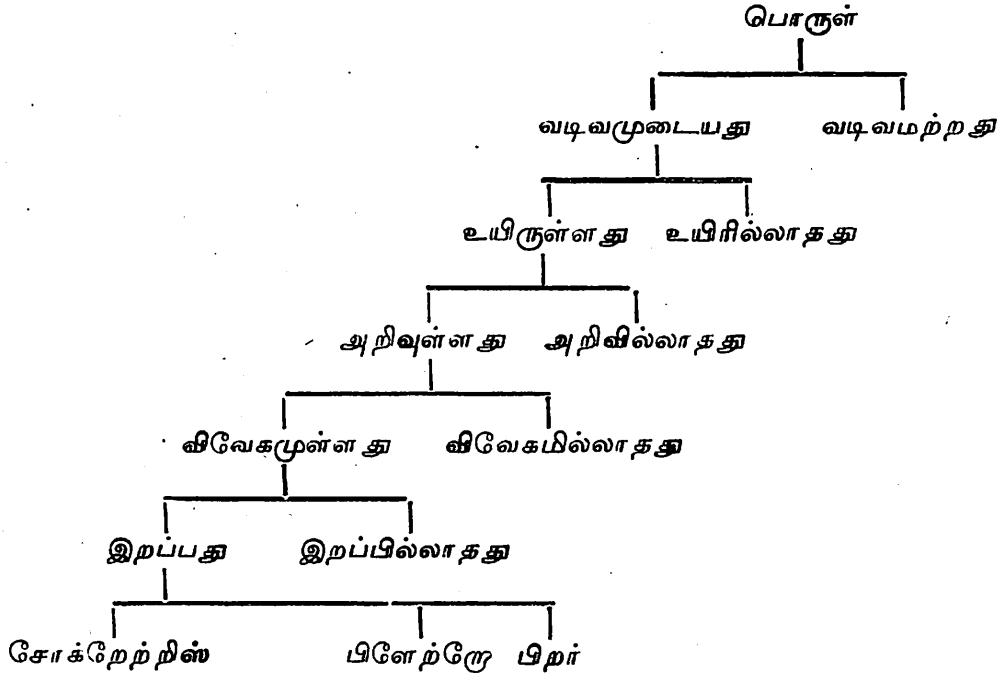 பொருள்
வடிவமுடையது வடிவமற்றது
உயிருள்ளது உயிரில்லாதது
அறிவுள்ளது அறிவில்லாதது
விவேகமுள்ளது விவேகமில்லாதது
இறப்பது இறப்பில்லாதது
சோக்றேற்றிஸ் பிளேற்றோ பிறர்